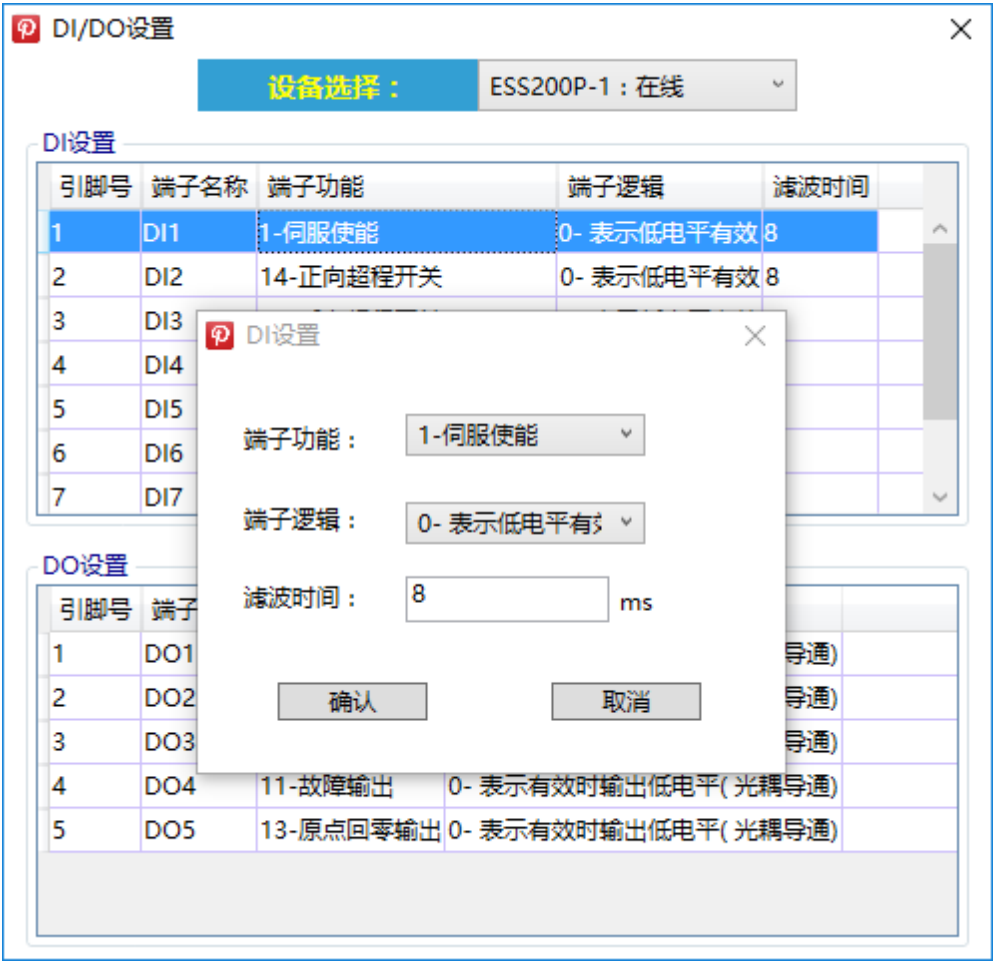 DI/DO设置
设备选择： ESS200P-1：在线
DI设置
引脚号 端子名称 端子功能 端子逻辑 滤波时间
1 DI1 1-伺服使能 0- 表示低电平有效 8
2 DI2 14-正向超程开关 0- 表示低电平有效 8
3 DI3
4 DI4
5 DI5
6 DI6
7 DI7
DI设置
端子功能： 1-伺服使能
端子逻辑： 0- 表示低电平有
滤波时间： 8 ms
确认 取消
DO设置
引脚号 端子
1 DO1 导通)
2 DO2 导通)
3 DO3 导通)
4 DO4 11-故障输出 0- 表示有效时输出低电平( 光耦导通)
5 DO5 13-原点回零输出 0- 表示有效时输出低电平( 光耦导通)